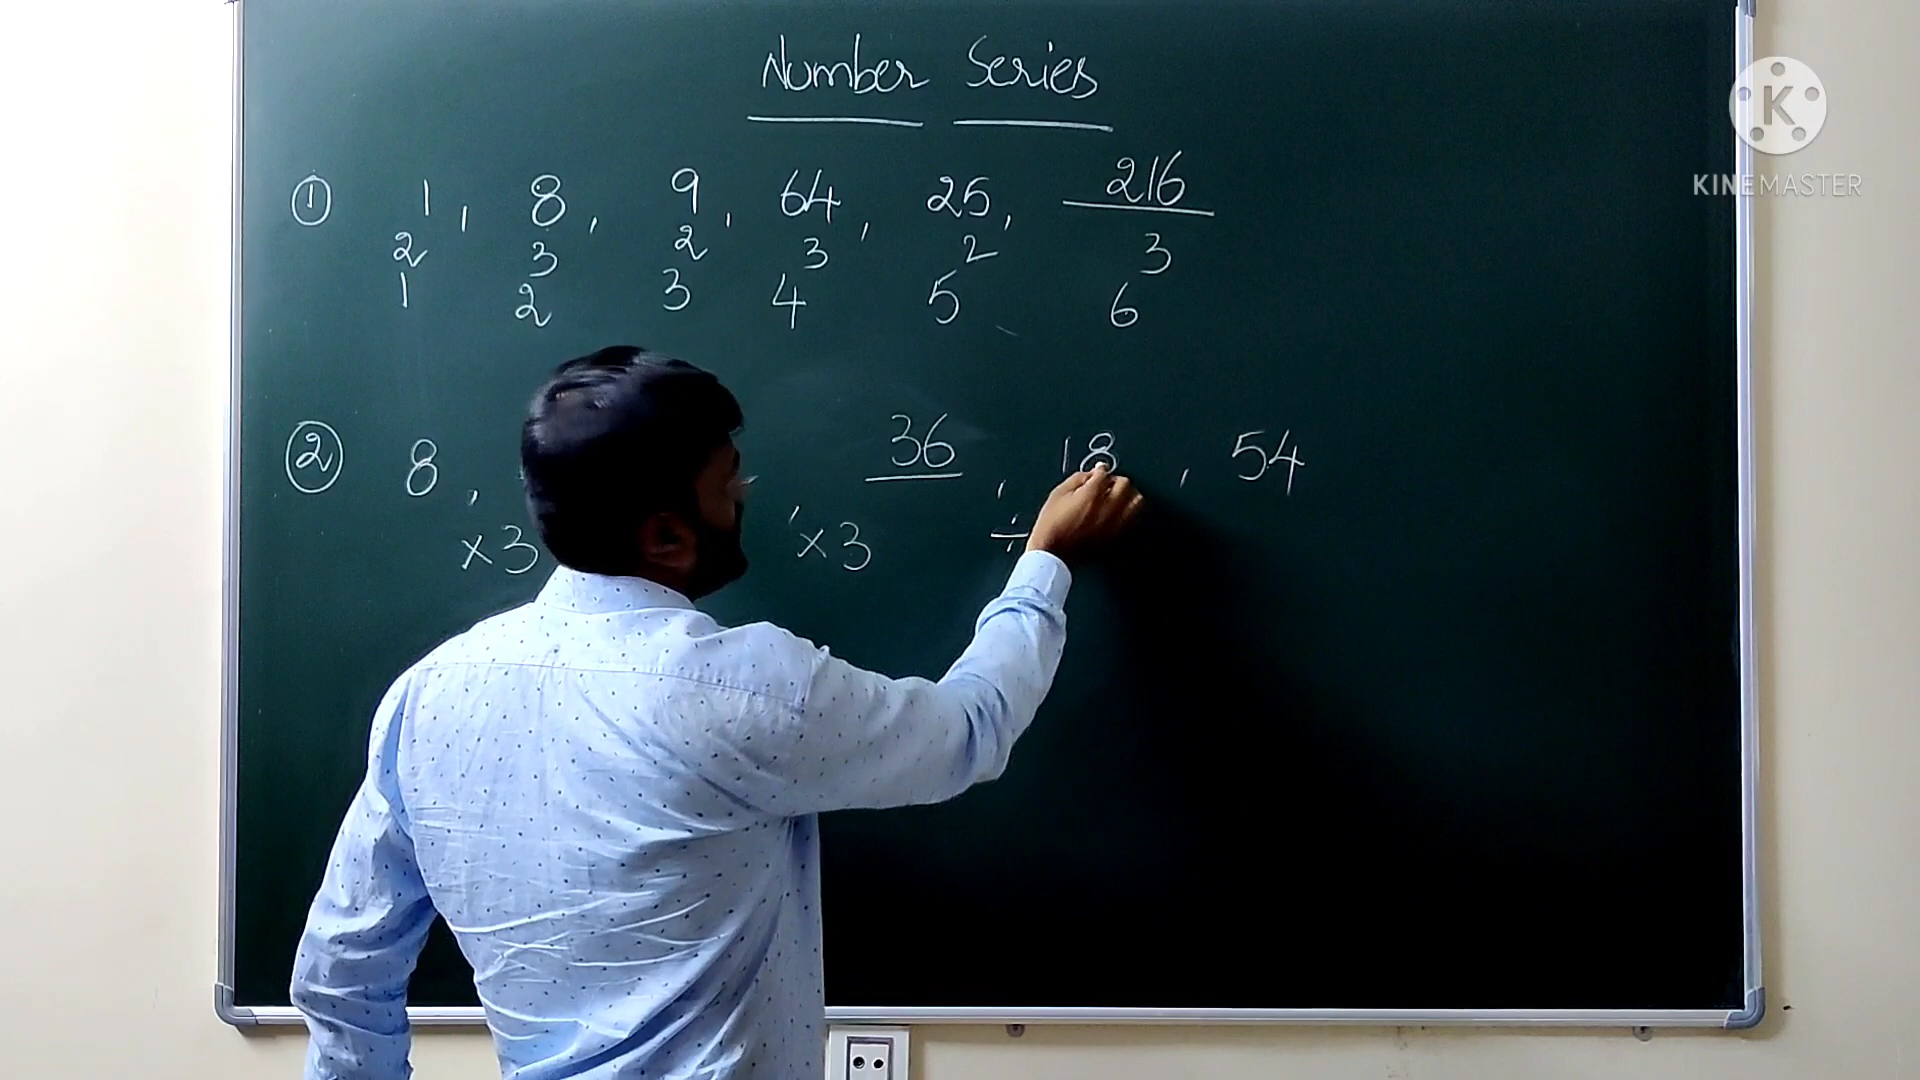 Number Series
① 1, 8, 9, 64, 25, 216
2 3 2 3 2 3
1 2 3 4 5 6
② 8, , 36, 18, 54
×3 ×3 ÷
K
KINEMASTER